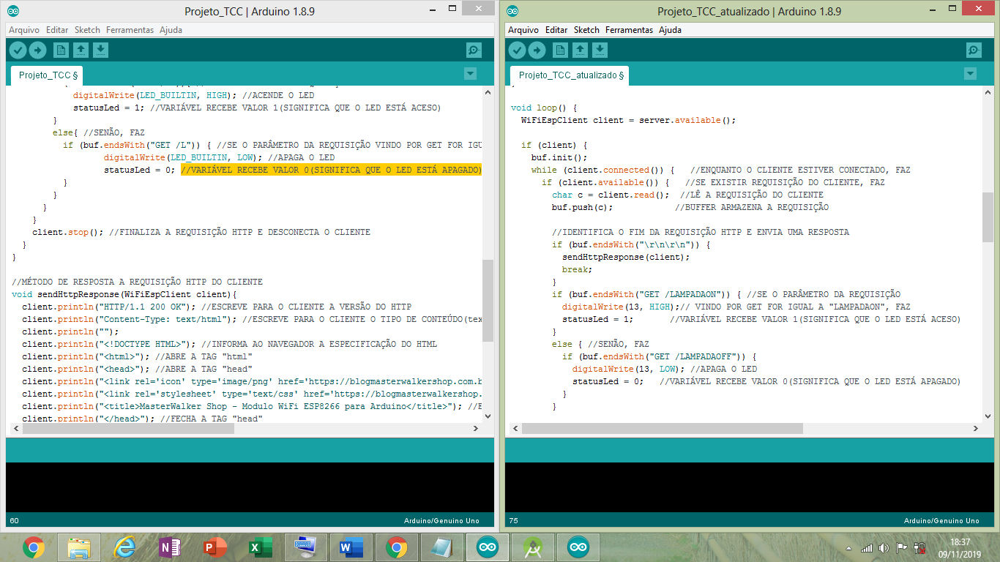 Projeto_TCC | Arduino 1.8.9
Arquivo Editar Sketch Ferramentas Ajuda
Projeto_TCC §
digitalWrite(LED_BUILTIN, HIGH); //ACENDE O LED
statusLed = 1; //VARIÁVEL RECEBE VALOR 1(SIGNIFICA QUE O LED ESTÁ ACESO)
}
else{ //SENÃO, FAZ
if (buf.endsWith("GET /L")) { //SE O PARÂMETRO DA REQUISIÇÃO VINDO POR GET FOR IGU
digitalWrite(LED_BUILTIN, LOW); //APAGA O LED
statusLed = 0; //VARIÁVEL RECEBE VALOR 0(SIGNIFICA QUE O LED ESTÁ APAGADO)
}
}
}
}
client.stop(); //FINALIZA A REQUISIÇÃO HTTP E DESCONECTA O CLIENTE
}
}
//MÉTODO DE RESPOSTA A REQUISIÇÃO HTTP DO CLIENTE
void sendHttpResponse(WiFiEspClient client){
client.println("HTTP/1.1 200 OK"); //ESCREVE PARA O CLIENTE A VERSÃO DO HTTP
client.println("Content-Type: text/html"); //ESCREVE PARA O CLIENTE O TIPO DE CONTEÚDO(tex
client.println("");
client.println("<!DOCTYPE HTML>"); //INFORMA AO NAVEGADOR A ESPECIFICAÇÃO DO HTML
client.println("<html>"); //ABRE A TAG "html"
client.println("<head>"); //ABRE A TAG "head"
client.println("<link rel='icon' type='image/png' href='https://blogmasterwalkershop.com.b
client.println("<link rel='stylesheet' type='text/css' href='https://blogmasterwalkershop.
client.println("<title>MasterWalker Shop - Modulo WiFi ESP8266 para Arduino</title>"); //E
client.println("</head>"); //FECHA A TAG "head"
60
Arduino/Genuino Uno
Projeto_TCC_atualizado | Arduino 1.8.9
Arquivo Editar Sketch Ferramentas Ajuda
Projeto_TCC_atualizado §
void loop() {
WiFiEspClient client = server.available();
if (client) {
buf.init();
while (client.connected()) { //ENQUANTO O CLIENTE ESTIVER CONECTADO, FAZ
if (client.available()) { //SE EXISTIR REQUISIÇÃO DO CLIENTE, FAZ
char c = client.read(); //LÊ A REQUISIÇÃO DO CLIENTE
buf.push(c); //BUFFER ARMAZENA A REQUISIÇÃO
//IDENTIFICA O FIM DA REQUISIÇÃO HTTP E ENVIA UMA RESPOSTA
if (buf.endsWith("\r\n\r\n")) {
sendHttpResponse(client);
break;
}
if (buf.endsWith("GET /LAMPADAON")) { //SE O PARÂMETRO DA REQUISIÇÃO
digitalWrite(13, HIGH);// VINDO POR GET FOR IGUAL A "LAMPADAON", FAZ
statusLed = 1; //VARIÁVEL RECEBE VALOR 1(SIGNIFICA QUE O LED ESTÁ ACESO)
}
else { //SENÃO, FAZ
if (buf.endsWith("GET /LAMPADAOFF")) {
digitalWrite(13, LOW); //APAGA O LED
statusLed = 0; //VARIÁVEL RECEBE VALOR 0(SIGNIFICA QUE O LED ESTÁ APAGADO)
}
}
75
Arduino/Genuino Uno
18:37
09/11/2019